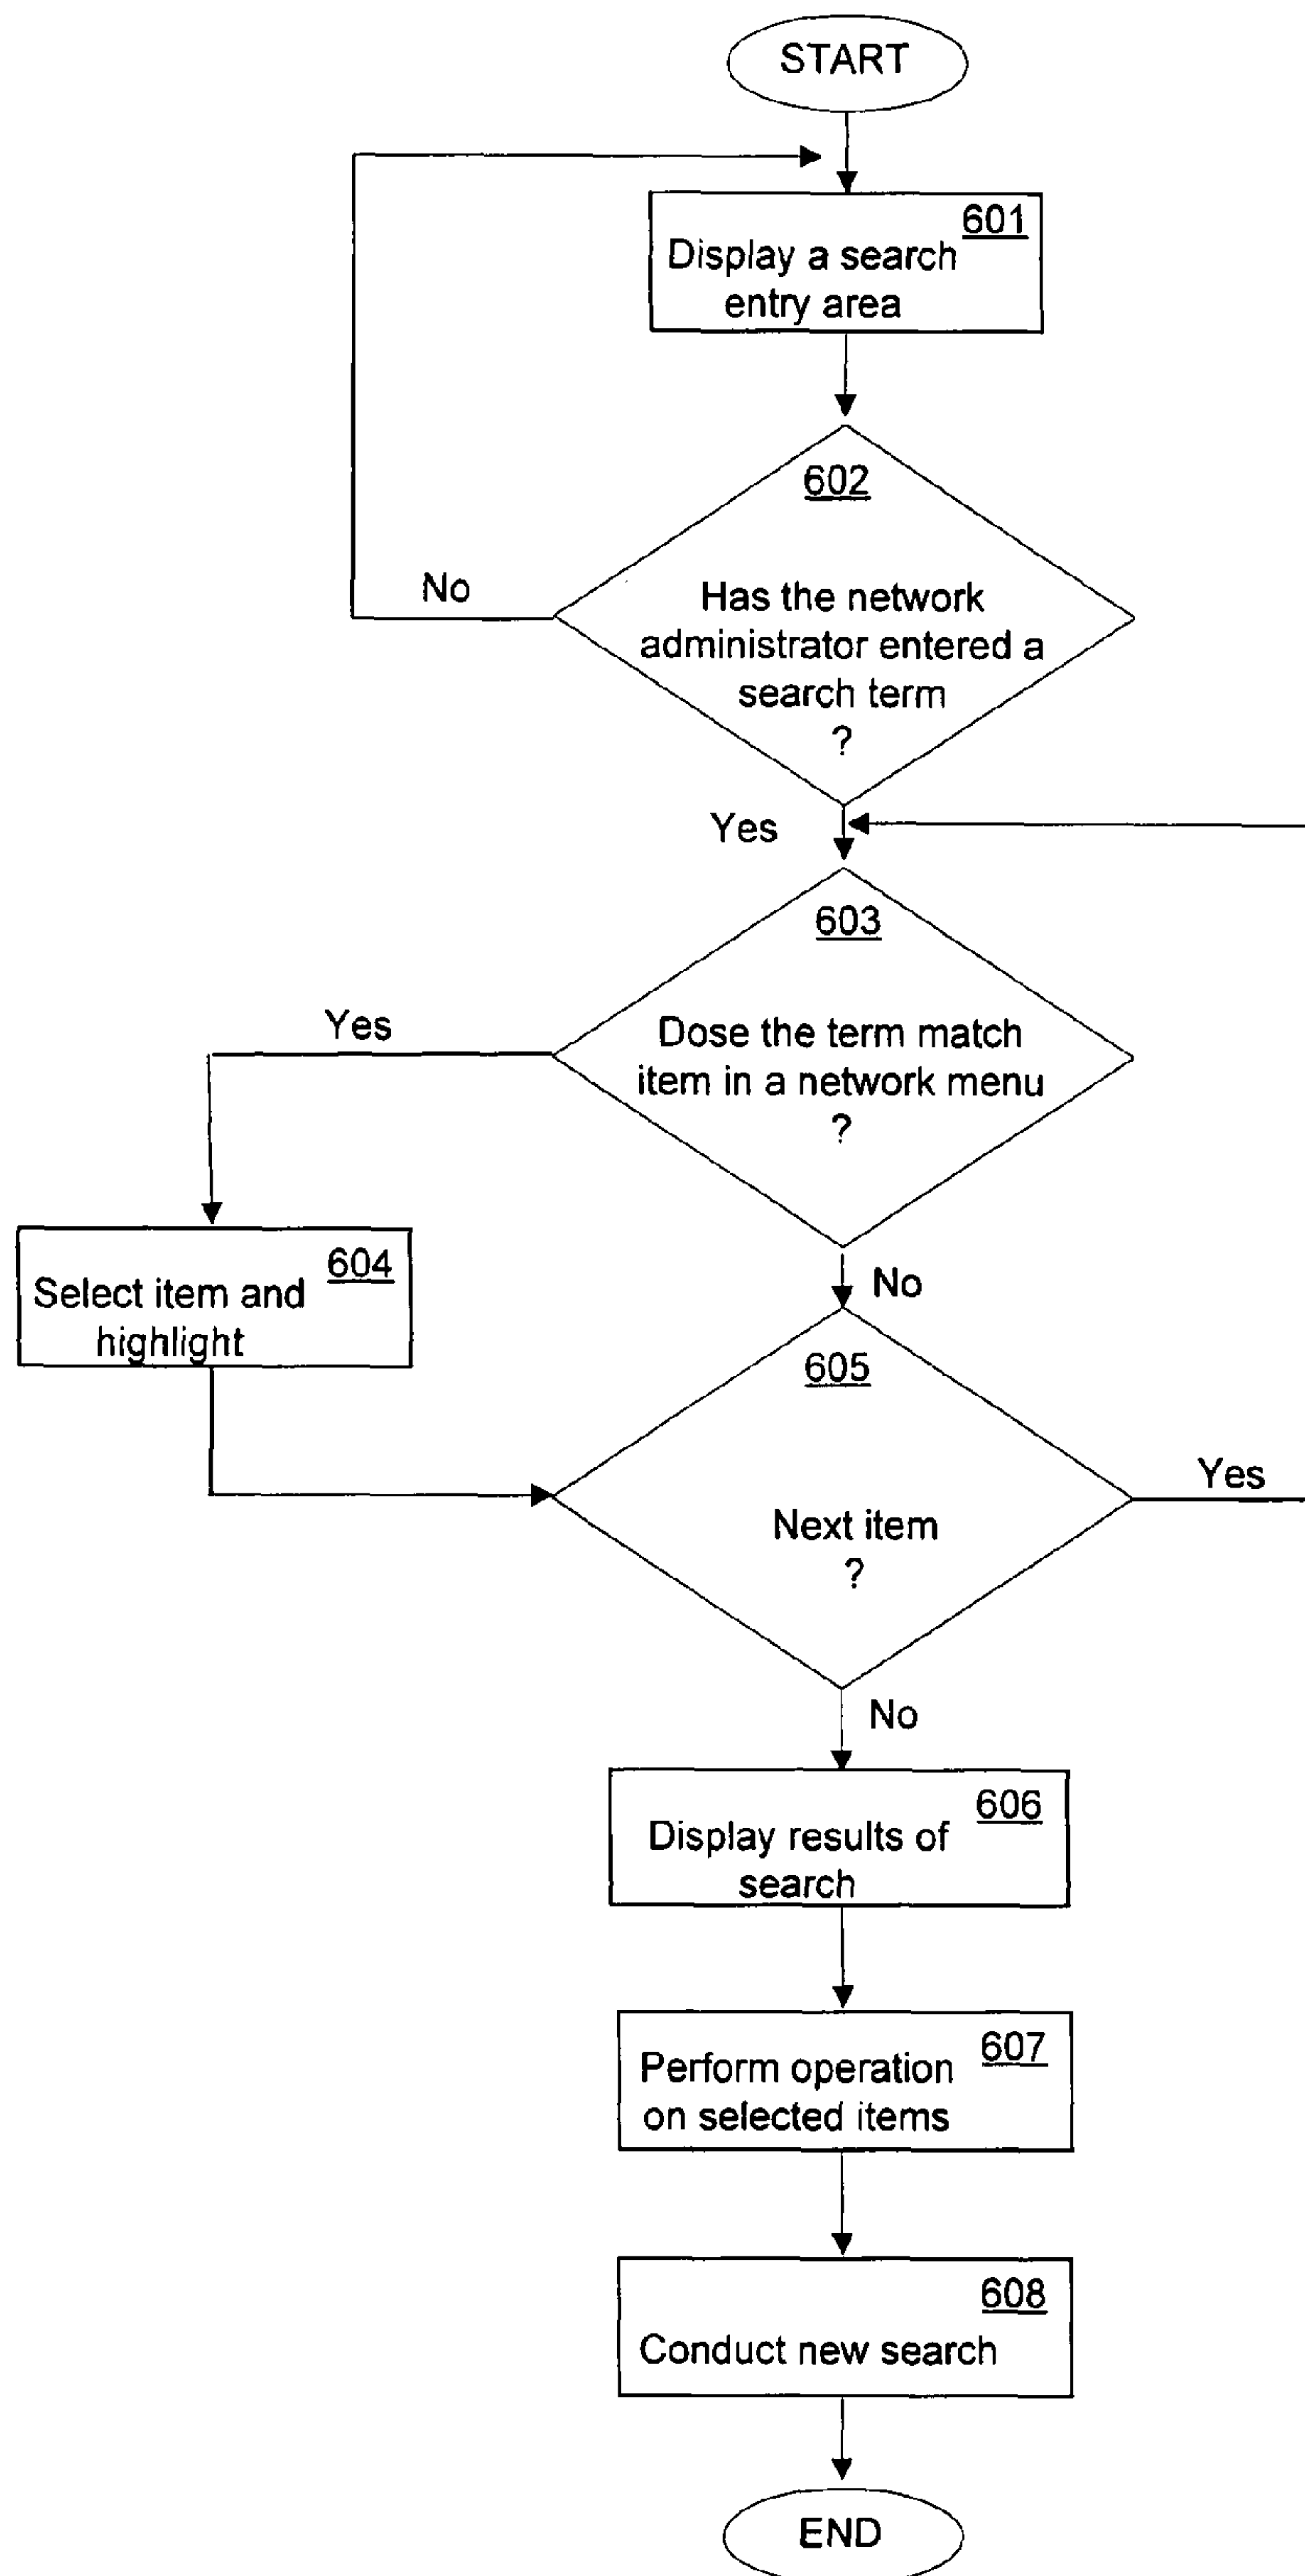 START
601
Display a search
entry area
602
Has the network
administrator entered a
search term
?
No
Yes
603
Dose the term match
item in a network menu
?
Yes
No
604
Select item and
highlight
605
Next item
?
Yes
No
606
Display results of
search
607
Perform operation
on selected items
608
Conduct new search
END